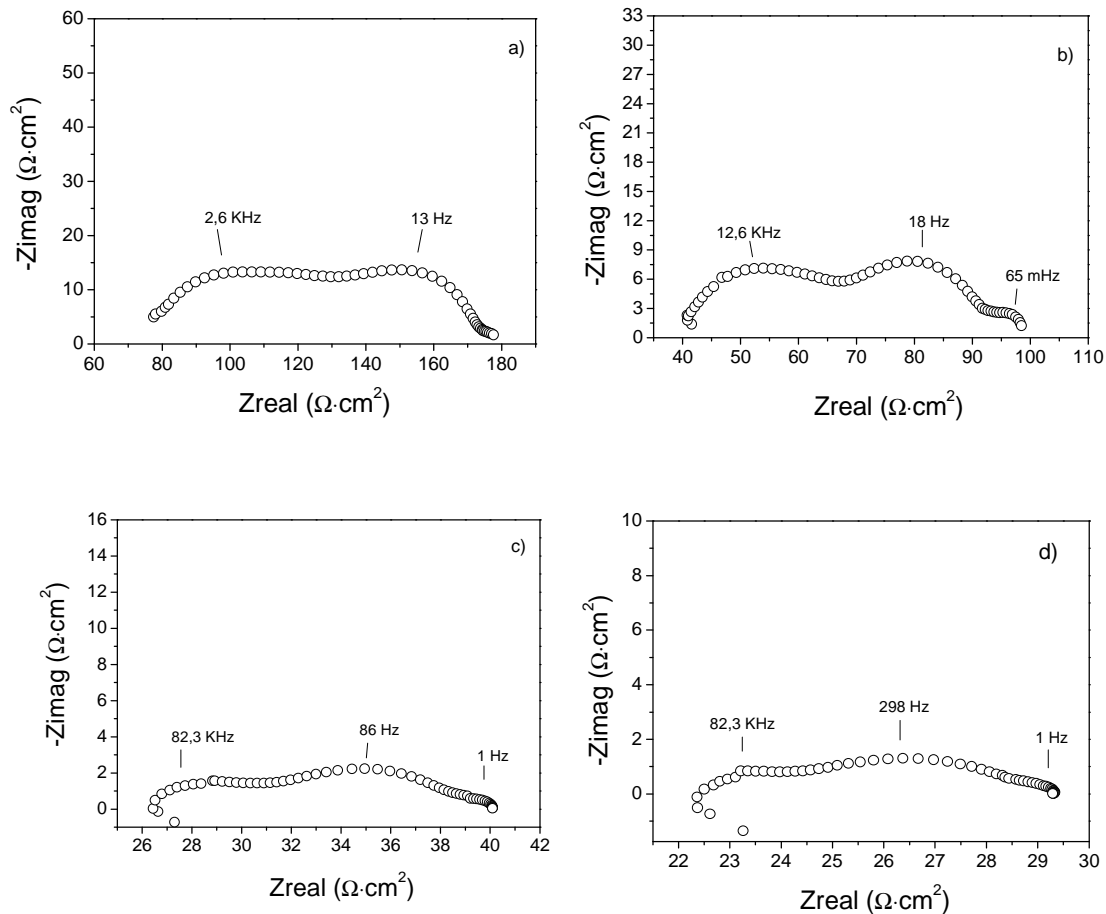 a)
2,6 KHz
13 Hz
-Zimag (Ω·cm²)
60
50
40
30
20
10
0
60 80 100 120 140 160 180
Zreal (Ω·cm²)
b)
12,6 KHz
18 Hz
65 mHz
-Zimag (Ω·cm²)
33
30
27
24
21
18
15
12
9
6
3
0
40 50 60 70 80 90 100 110
Zreal (Ω·cm²)
c)
82,3 KHz
86 Hz
1 Hz
-Zimag (Ω·cm²)
16
14
12
10
8
6
4
2
0
26 28 30 32 34 36 38 40 42
Zreal (Ω·cm²)
d)
82,3 KHz
298 Hz
1 Hz
-Zimag (Ω·cm²)
10
8
6
4
2
0
22 23 24 25 26 27 28 29 30
Zreal (Ω·cm²)